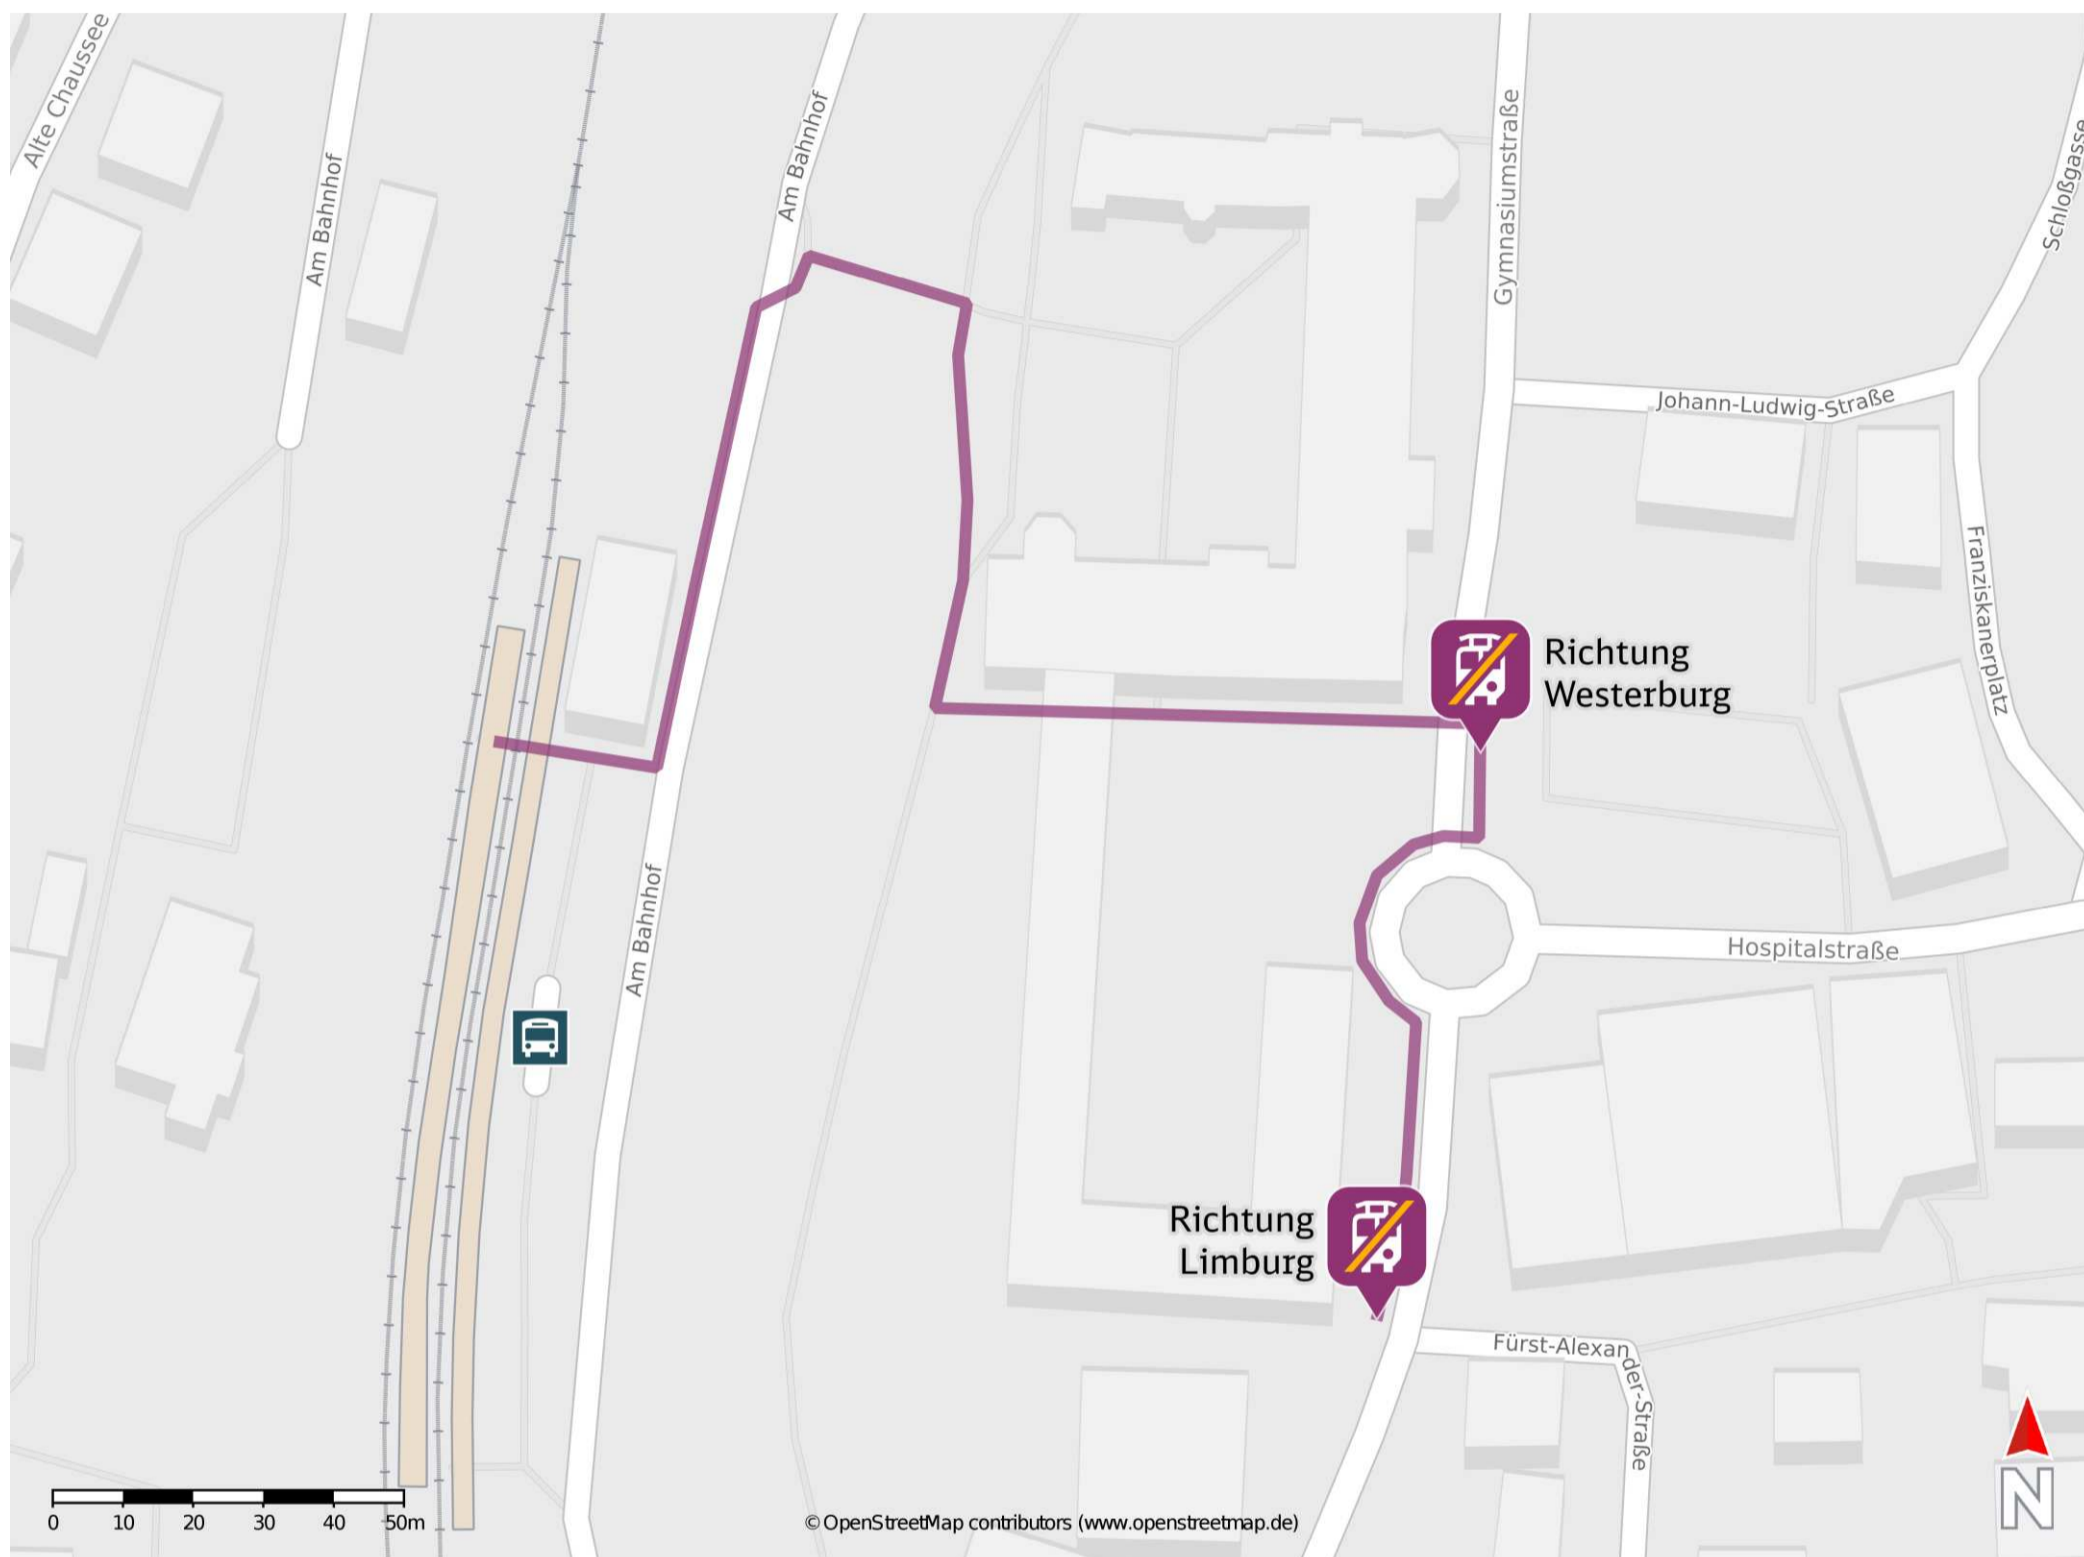 Alte Chaussee
Am Bahnhof
Am Bahnhof
Gymnasiumstraße
Schloßgasse
Johann-Ludwig-Straße
Franziskanerplatz
Richtung
Westerburg
Am Bahnhof
Hospitalstraße
Richtung
Limburg
Fürst-Alexander-Straße
0 10 20 30 40 50m
© OpenStreetMap contributors (www.openstreetmap.de)
N